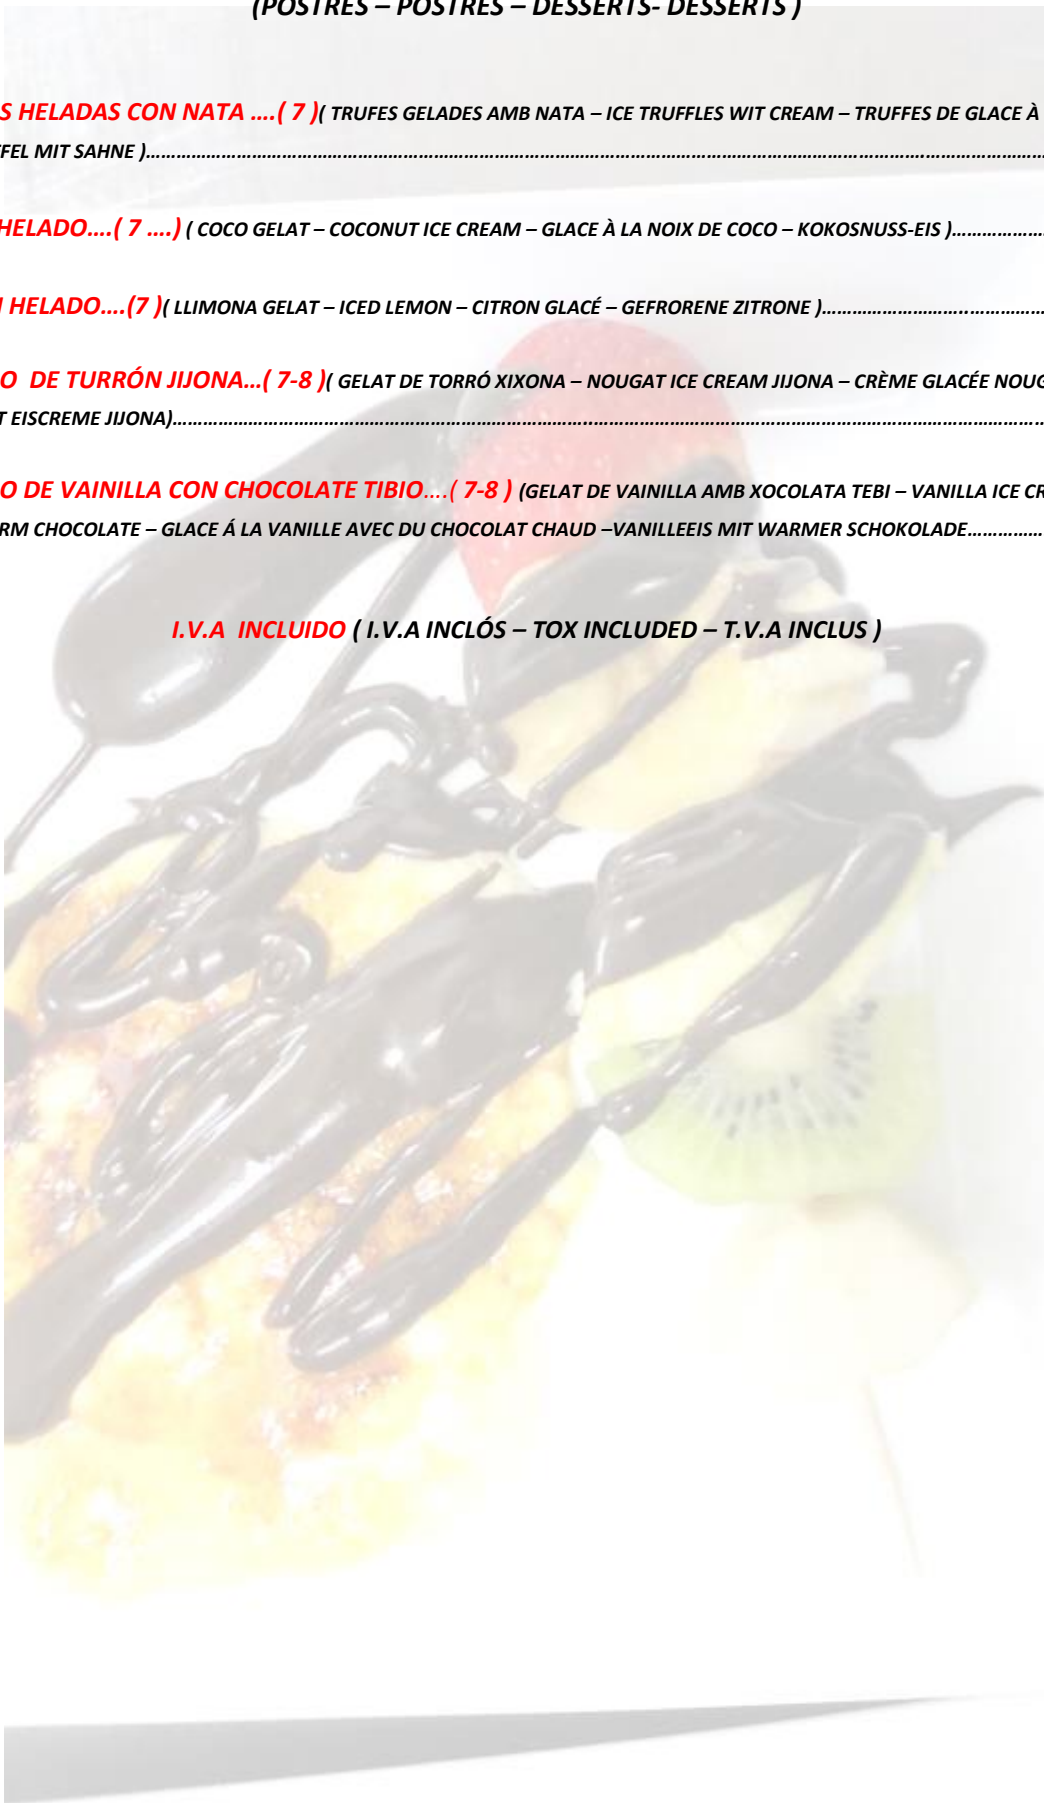 (POSTRES – POSTRES – DESSERTS- DESSERTS )
S HELADAS CON NATA ….( 7 )( TRUFES GELADES AMB NATA – ICE TRUFFLES WIT CREAM – TRUFFES DE GLACE À
FEL MIT SAHNE )……………………………………………………………………………………………………………………………………
HELADO….( 7 ….) ( COCO GELAT – COCONUT ICE CREAM – GLACE À LA NOIX DE COCO – KOKOSNUSS-EIS )………………
HELADO….(7 )( LLIMONA GELAT – ICED LEMON – CITRON GLACÉ – GEFRORENE ZITRONE )……………………..……………
O DE TURRÓN JIJONA…( 7-8 )( GELAT DE TORRÓ XIXONA – NOUGAT ICE CREAM JIJONA – CRÈME GLACÉE NOUG
T EISCREME JIJONA)……………………………………………………………………..…………………………………………………………
O DE VAINILLA CON CHOCOLATE TIBIO….( 7-8 ) (GELAT DE VAINILLA AMB XOCOLATA TEBI – VANILLA ICE CR
RM CHOCOLATE – GLACE Á LA VANILLE AVEC DU CHOCOLAT CHAUD –VANILLEEIS MIT WARMER SCHOKOLADE……………
I.V.A INCLUIDO ( I.V.A INCLÓS – TOX INCLUDED – T.V.A INCLUS )